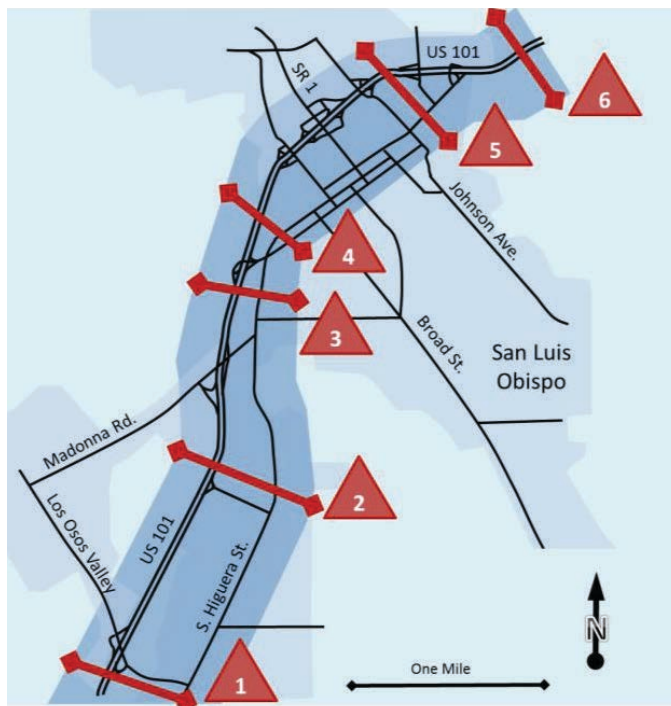 US 101
SR 1
6
5
Johnson Ave.
4
3
Broad St.
San Luis
Obispo
Madonna Rd.
2
Los Osos Valley
US 101
S. Higuera St.
N
1
One Mile